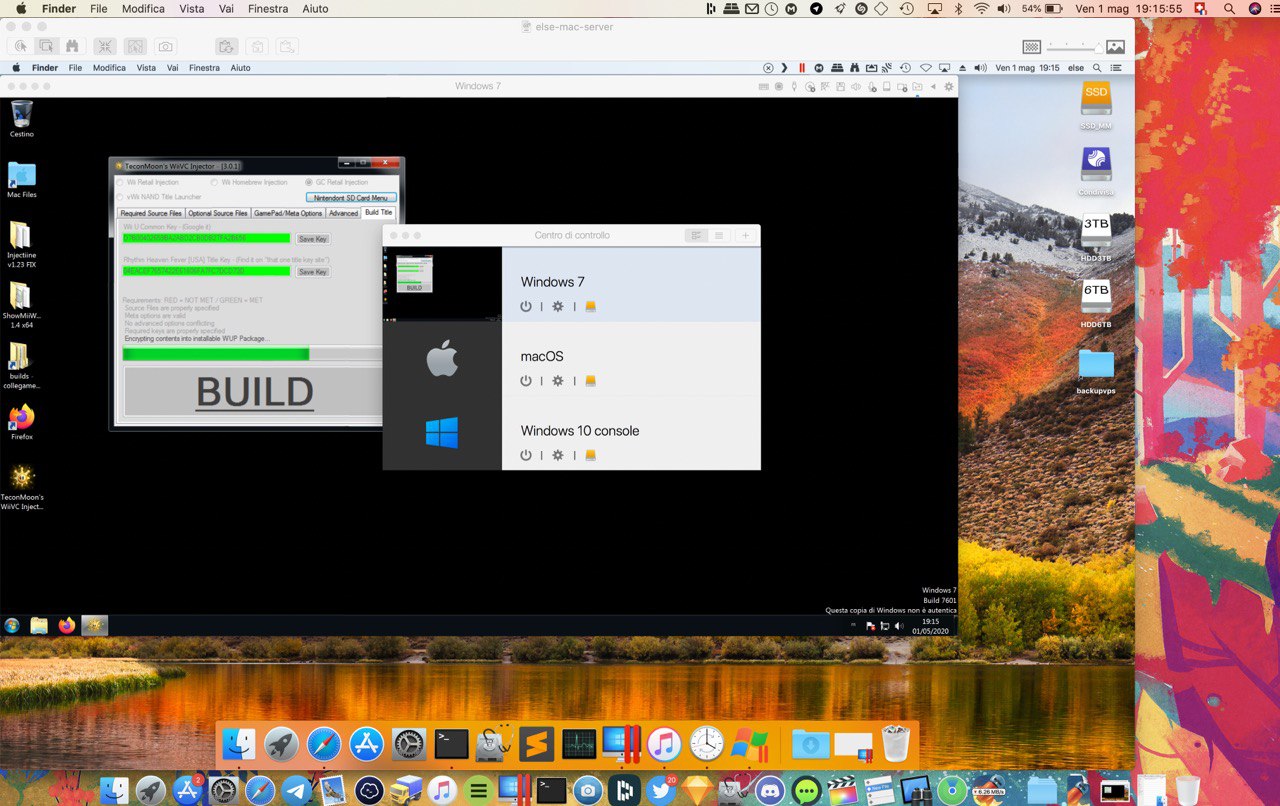 Finder File Modifica Vista Vai Finestra Aiuto
54% Ven 1 mag 19:15:55
else-mac-server
Finder File Modifica Vista Vai Finestra Aiuto
Ven 1 mag 19:15 else
Windows 7
Cestino
Mac Files
Injectiine
v1.23 FIX
ShowMiiW...
1.4 x64
builds -
collegame...
Firefox
TeconMoon's
WiiVC Inject...
TeconMoon's WiiVC Injector - [3.0.1]
Wii Retail Injection Wii Homebrew Injection GC Retail Injection
vWii NAND Title Launcher Nintendont SD Card Menu
Required Source Files Optional Source Files GamePad/Meta Options Advanced Build Title
Wii U Common Key - (Google it)
Save Key
Rhythm Heaven Fever [USA] Title Key - (Find it on "that one title key site")
Save Key
Requirements: RED = NOT MET / GREEN = MET
Source Files are properly specified
Meta options are valid
No advanced options conflicting
Required keys are properly specified
Encrypting contents into installable WUP Package...
BUILD
Centro di controllo
BUILD
Windows 7
macOS
Windows 10 console
SSD
SSD_MM
Condivisa
3TB
HDD3TB
6TB
HDD6TB
backupvps
Windows 7
Build 7601
Questa copia di Windows non è autentica
19:15
01/05/2020
2
20
6.26 MB/s